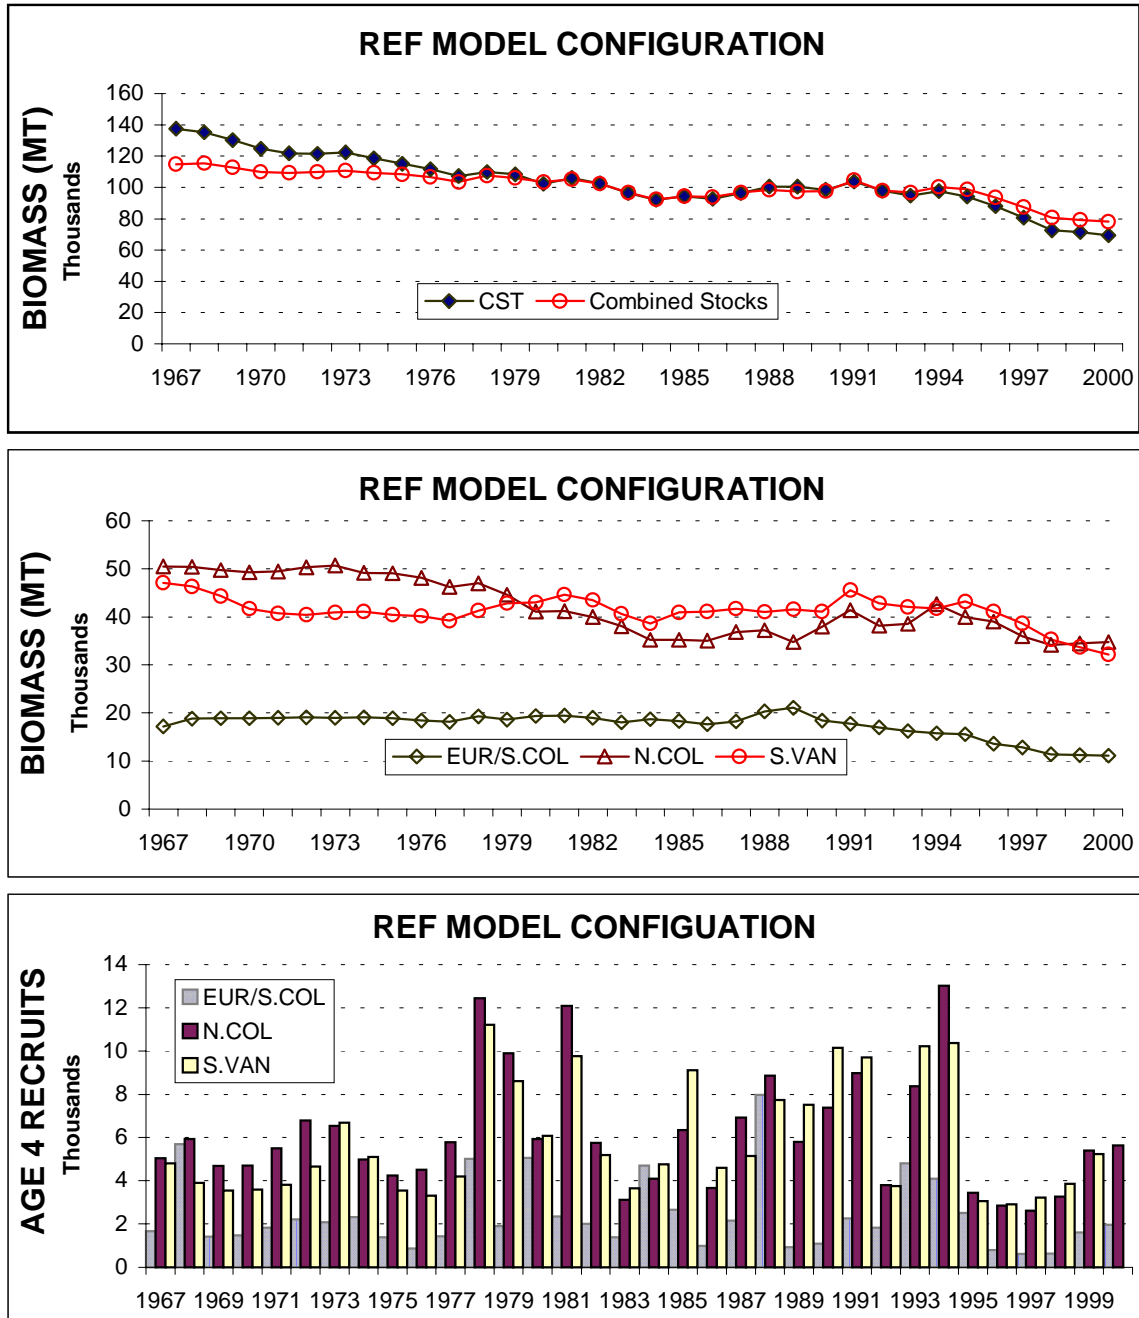 REF MODEL CONFIGURATION
BIOMASS (MT)
Thousands
160
140
120
100
80
60
40
20
0
CST Combined Stocks
1967 1970 1973 1976 1979 1982 1985 1988 1991 1994 1997 2000
REF MODEL CONFIGURATION
BIOMASS (MT)
Thousands
60
50
40
30
20
10
0
EUR/S.COL N.COL S.VAN
1967 1970 1973 1976 1979 1982 1985 1988 1991 1994 1997 2000
REF MODEL CONFIGUATION
AGE 4 RECRUITS
Thousands
14
12
10
8
6
4
2
0
EUR/S.COL
N.COL
S.VAN
1967 1969 1971 1973 1975 1977 1979 1981 1983 1985 1987 1989 1991 1993 1995 1997 1999